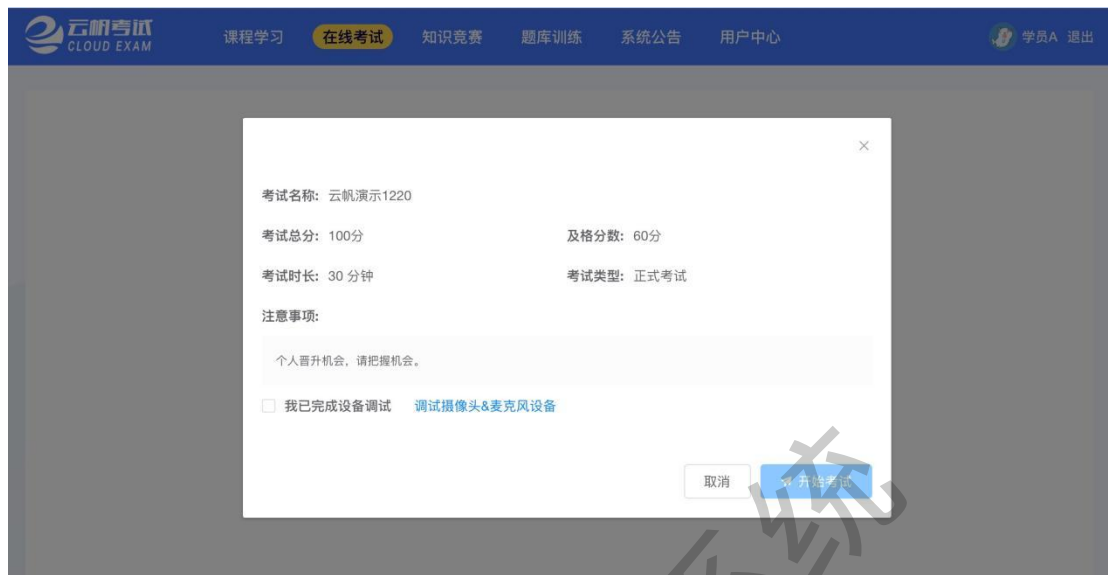 云帆考试
CLOUD EXAM
课程学习 在线考试 知识竞赛 题库训练 系统公告 用户中心 学员A 退出
×
考试名称: 云帆演示1220
考试总分: 100分 及格分数: 60分
考试时长: 30 分钟 考试类型: 正式考试
注意事项:
个人晋升机会，请把握机会。
我已完成设备调试 调试摄像头&麦克风设备
取消 开始考试
系统